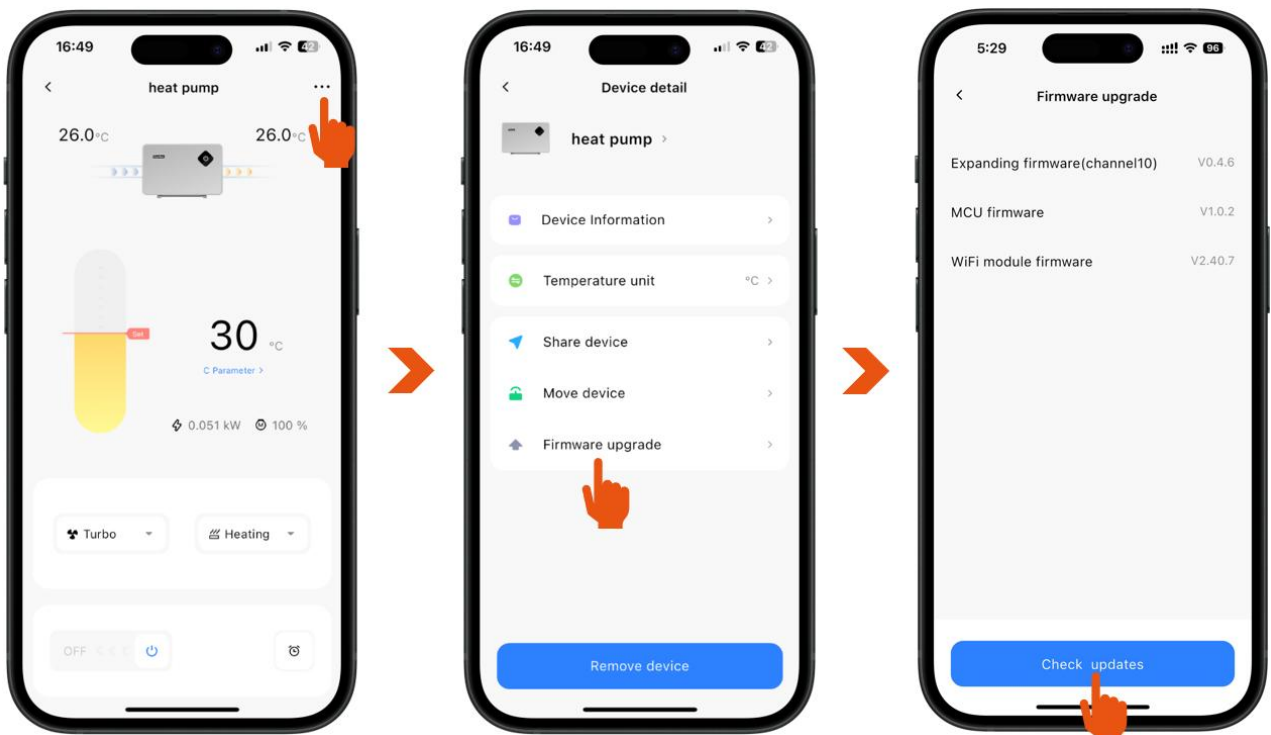 16:49
42
heat pump
26.0°C
26.0°C
Set
30 °C
C Parameter >
0.051 kW
100 %
Turbo
Heating
OFF
16:49
42
Device detail
heat pump >
Device Information
Temperature unit
°C >
Share device
Move device
Firmware upgrade
Remove device
5:29
96
Firmware upgrade
Expanding firmware(channel10)
V0.4.6
MCU firmware
V1.0.2
WiFi module firmware
V2.40.7
Check updates